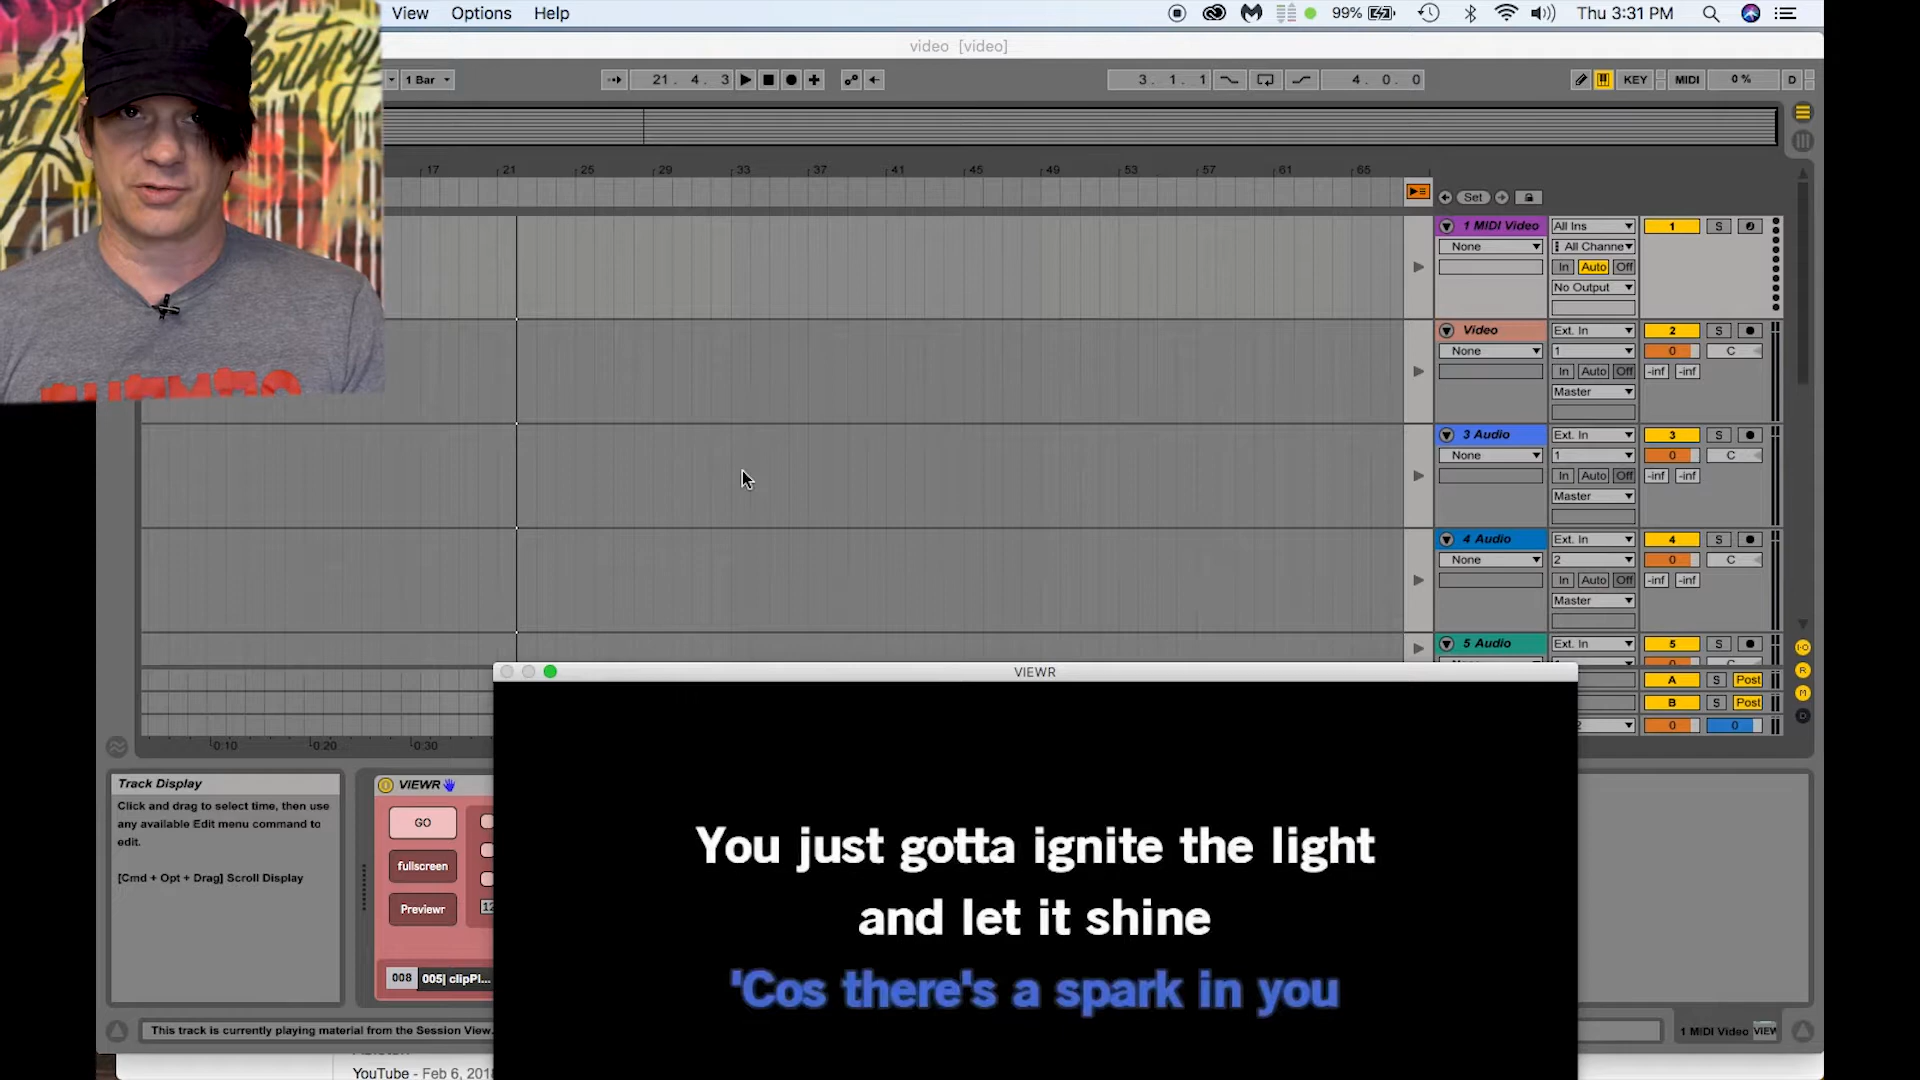 View Options Help
99% Thu 3:31 PM
video [video]
1 Bar
21. 4. 3
3. 1. 1
4. 0. 0
KEY MIDI 0 % D
17 21 25 29 33 37 41 45 49 53 57 61 65
Set
1 MIDI Video All Ins 1 S
None All Channe
In Auto Off
No Output
Video Ext. In 2 S
None 1 0 C
In Auto Off -inf -inf
Master
3 Audio Ext. In 3 S
None 1 0 C
In Auto Off -inf -inf
Master
4 Audio Ext. In 4 S
None 2 0 C
In Auto Off -inf -inf
Master
5 Audio Ext. In 5 S
A S Post
B S Post
0 0
0:10 0:20 0:30
VIEWR
Track Display
Click and drag to select time, then use
any available Edit menu command to
edit.
[Cmd + Opt + Drag] Scroll Display
VIEWR
GO
fullscreen
Previewr
12
008 005| clipPl...
You just gotta ignite the light
and let it shine
'Cos there's a spark in you
This track is currently playing material from the Session View.
1 MIDI Video VIEW
YouTube - Feb 6, 2018